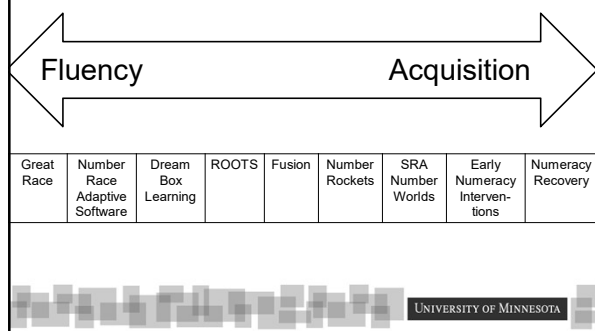 Fluency Acquisition
Great Race
Number Race Adaptive Software
Dream Box Learning
ROOTS
Fusion
Number Rockets
SRA Number Worlds
Early Numeracy Interven-tions
Numeracy Recovery
UNIVERSITY OF MINNESOTA